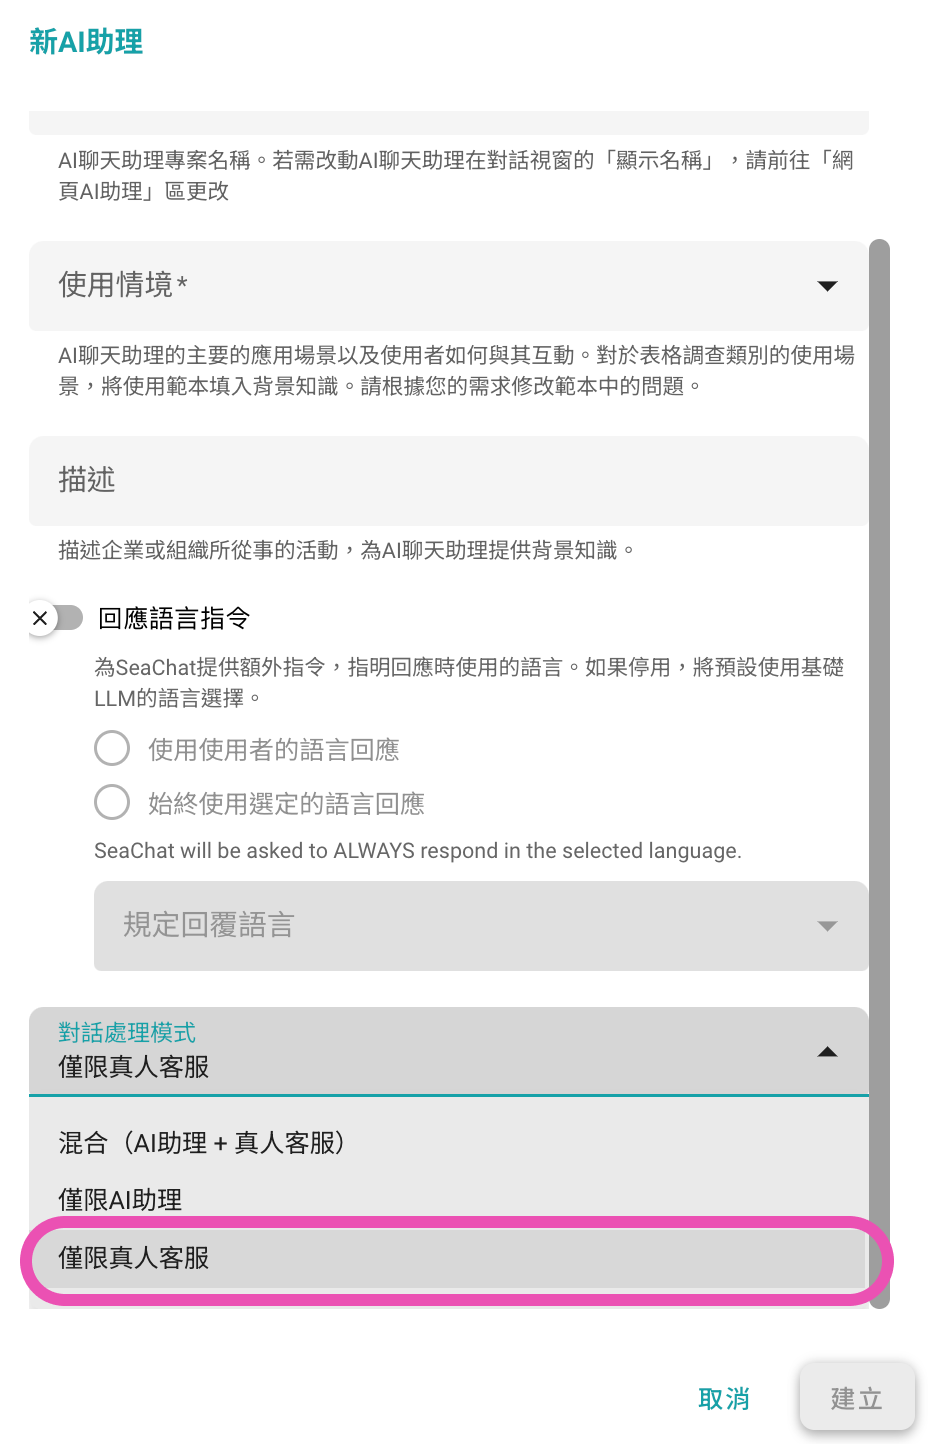 新AI助理
AI聊天助理專案名稱。若需改動AI聊天助理在對話視窗的「顯示名稱」，請前往「網
頁AI助理」區更改
使用情境*
AI聊天助理的主要的應用場景以及使用者如何與其互動。對於表格調查類別的使用場
景，將使用範本填入背景知識。請根據您的需求修改範本中的問題。
描述
描述企業或組織所從事的活動，為AI聊天助理提供背景知識。
回應語言指令
為SeaChat提供額外指令，指明回應時使用的語言。如果停用，將預設使用基礎
LLM的語言選擇。
使用使用者的語言回應
始終使用選定的語言回應
SeaChat will be asked to ALWAYS respond in the selected language.
規定回覆語言
對話處理模式
僅限真人客服
混合（AI助理 + 真人客服）
僅限AI助理
僅限真人客服
取消
建立